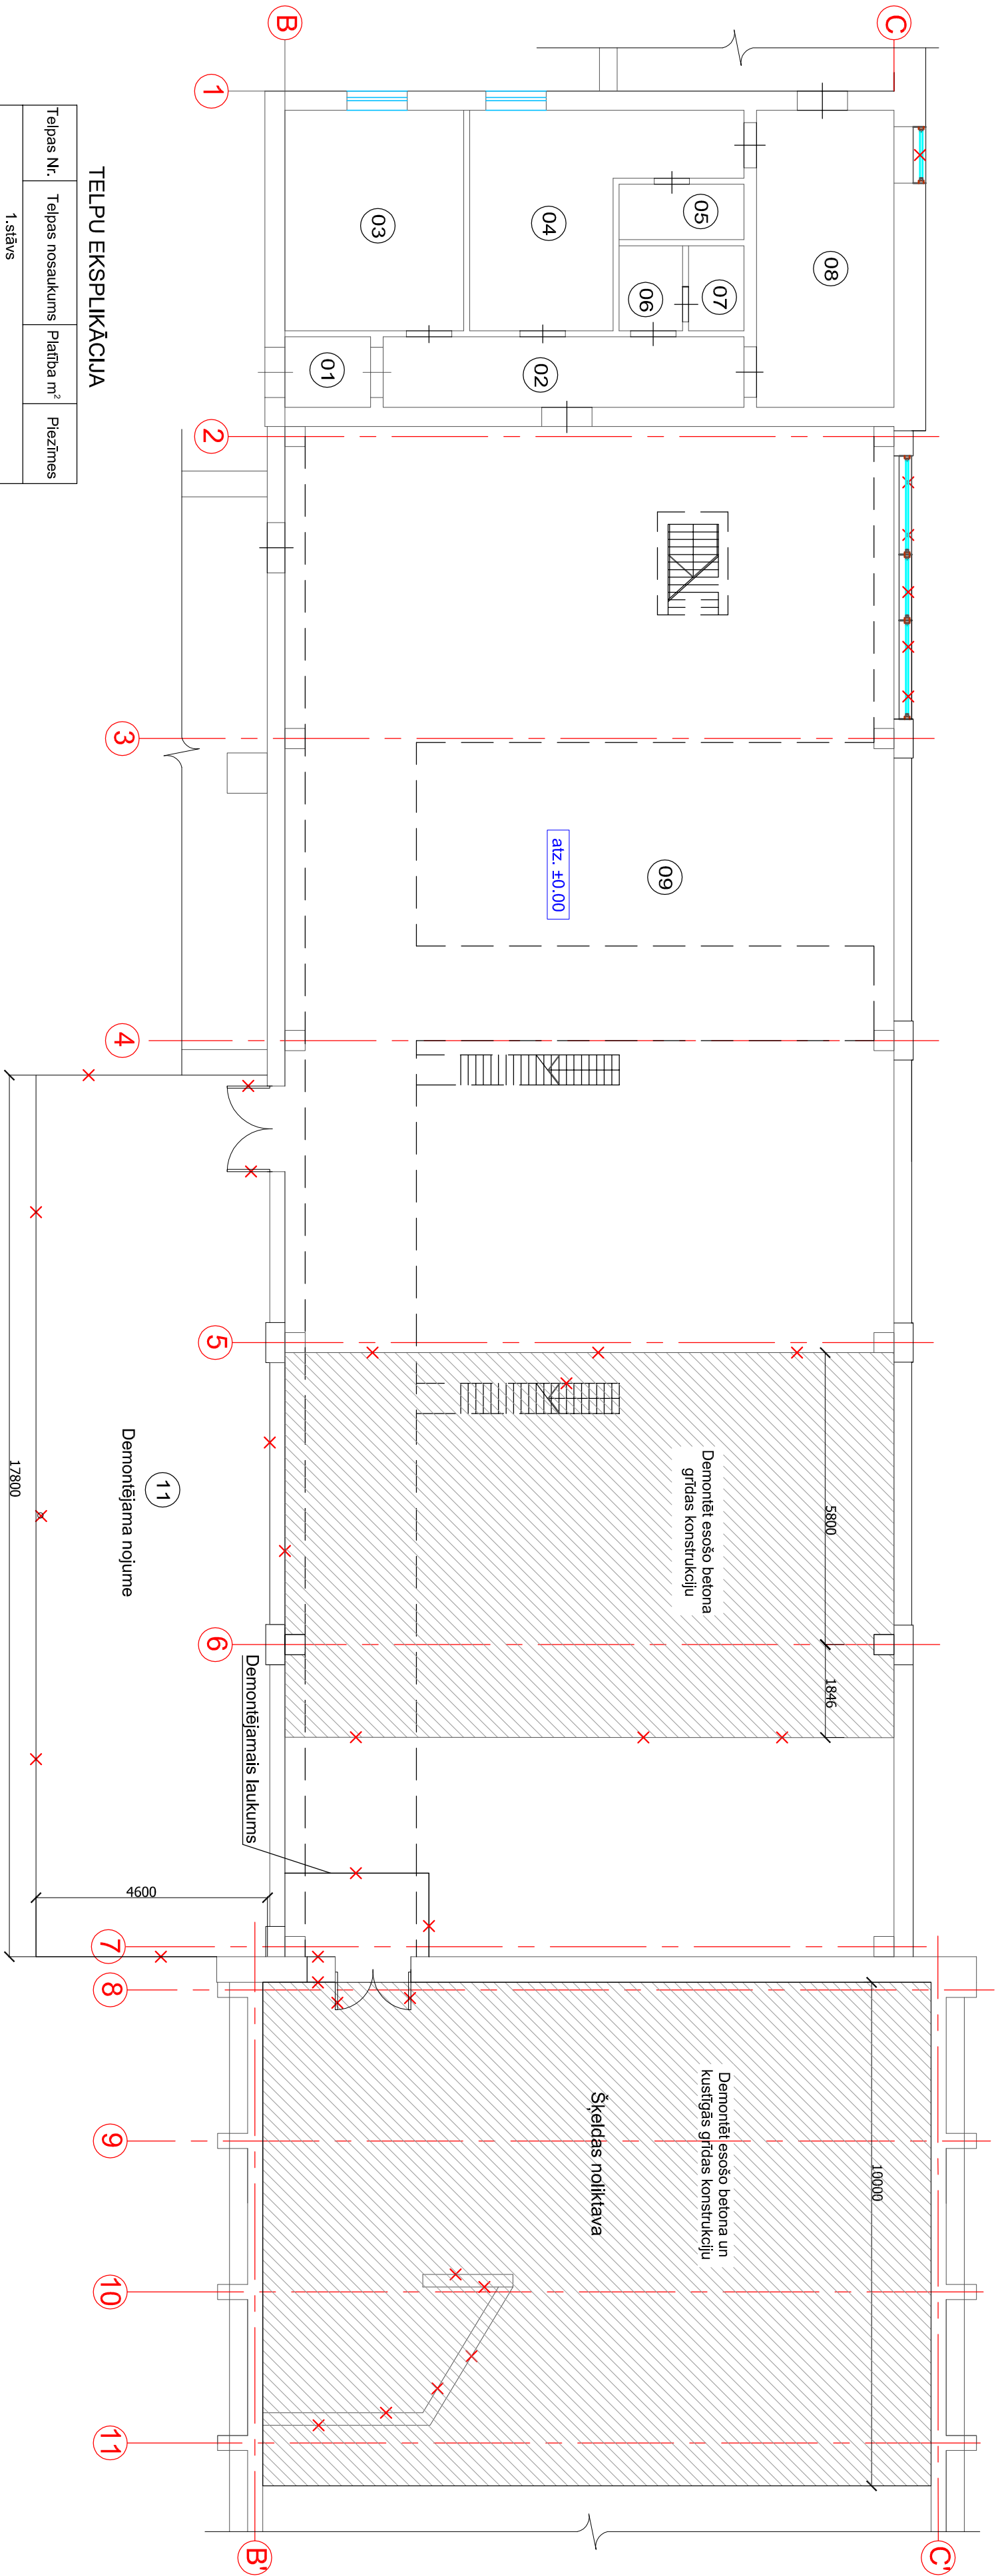 C
B
1
2
3
4
5
6
7
8
9
10
11
C'
B'
08
05
07
06
04
03
02
01
09
atz. ±0.00
Demontēt esošo betona
grīdas konstrukciju
5800
1846
Demontējamais laukums
11
Demontējama nojume
17800
4600
Demontēt esošo betona un
kustīgās grīdas konstrukciju
Šķeldas noliktava
10000
TELPU EKSPLIKĀCIJA
Telpas Nr. Telpas nosaukums Platība m² Piezīmes
1.stāvs